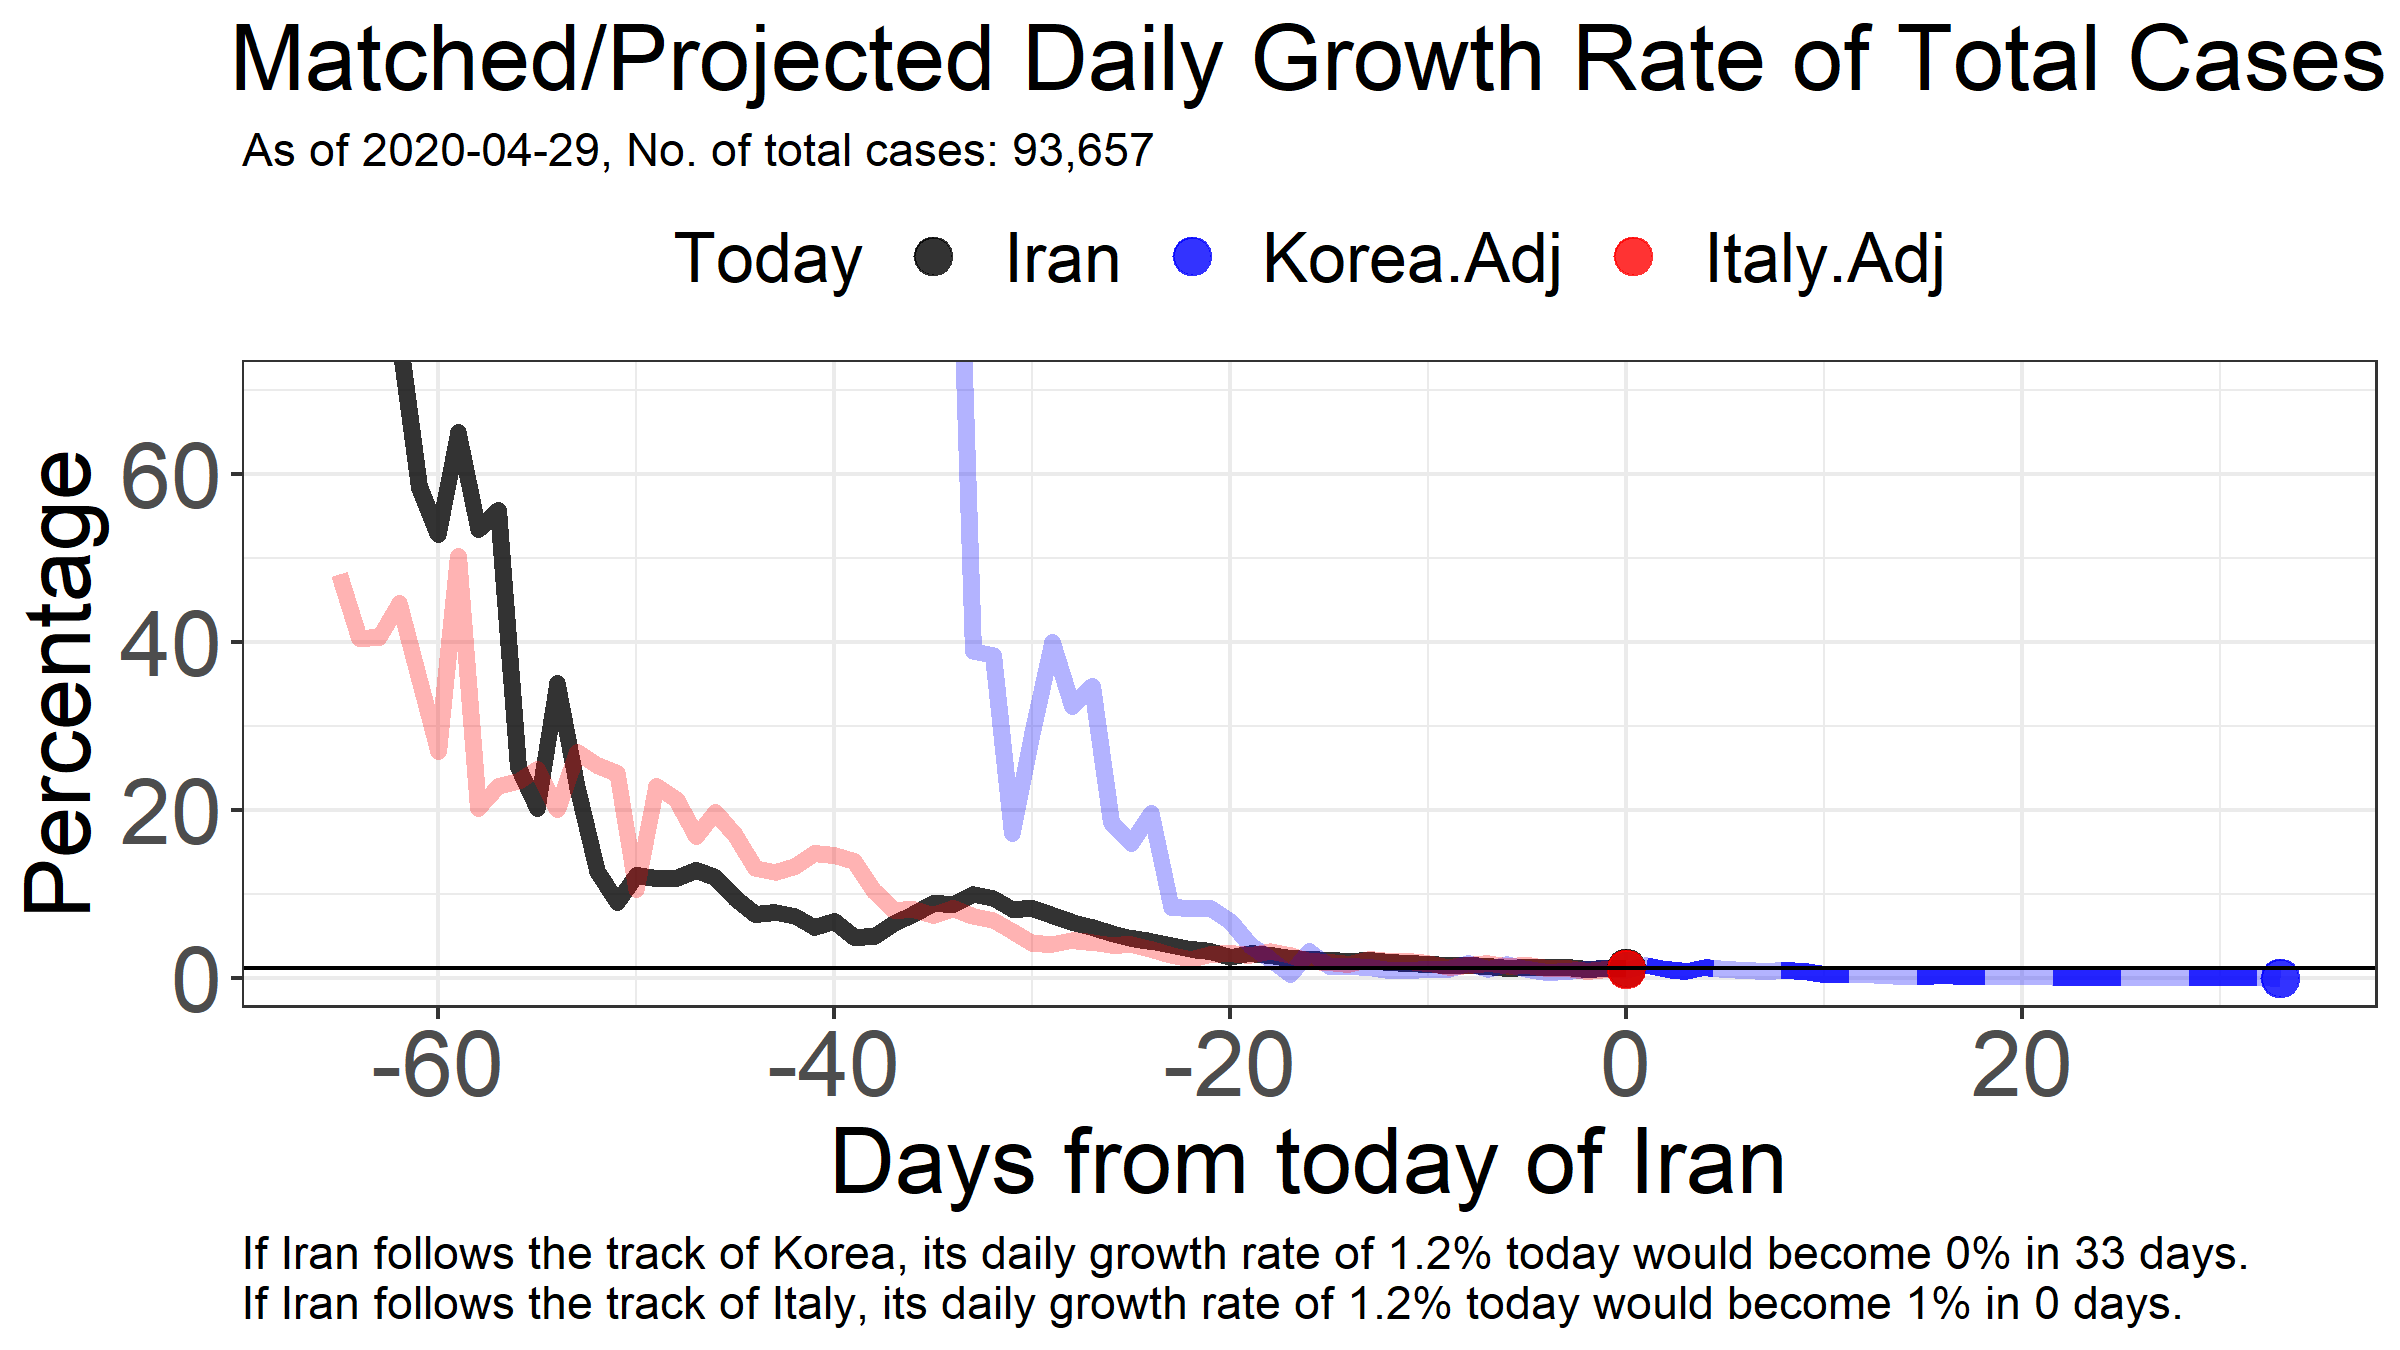 Matched/Projected Daily Growth Rate of Total Cases
As of 2020-04-29, No. of total cases: 93,657
Today Iran Korea.Adj Italy.Adj
Percentage
60
40
20
0
-60 -40 -20 0 20
Days from today of Iran
If Iran follows the track of Korea, its daily growth rate of 1.2% today would become 0% in 33 days.
If Iran follows the track of Italy, its daily growth rate of 1.2% today would become 1% in 0 days.